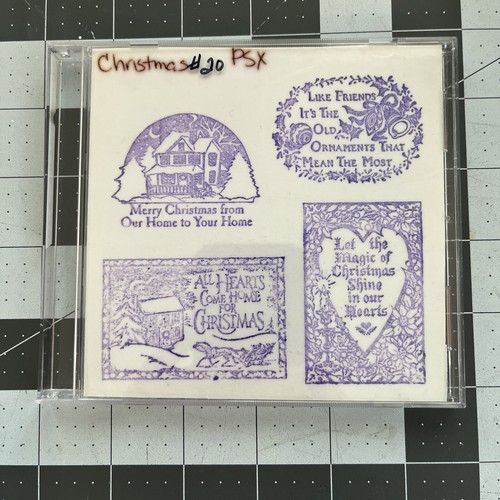 Christmas #20 PSX
LIKE FRIENDS
IT'S THE
OLD
ORNAMENTS THAT
MEAN THE MOST
Merry Christmas from
Our Home to Your Home
ALL HEARTS
COME HOME
FOR
CHRISTMAS
Let the
Magic of
Christmas
Shine
in our
Hearts